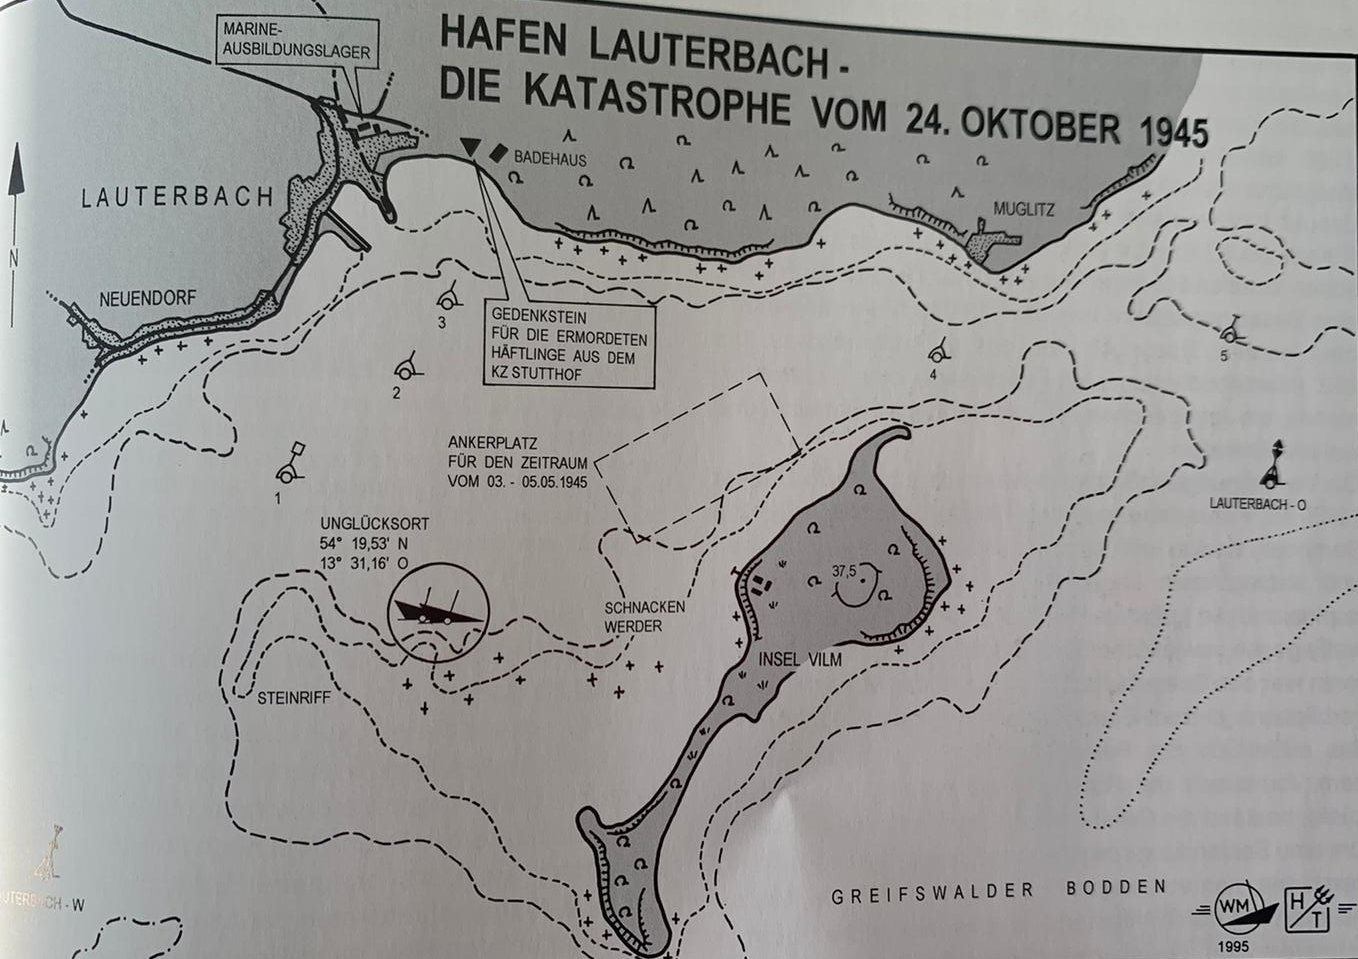 MARINE-
AUSBILDUNGSLAGER
HAFEN LAUTERBACH -
DIE KATASTROPHE VOM 24. OKTOBER 1945
BADEHAUS
LAUTERBACH
MUGLITZ
N
NEUENDORF
GEDENKSTEIN
FÜR DIE ERMORDETEN
HÄFTLINGE AUS DEM
KZ STUTTHOF
3
2
4
5
1
ANKERPLATZ
FÜR DEN ZEITRAUM
VOM 03. - 05.05.1945
LAUTERBACH - O
UNGLÜCKSORT
54° 19,53' N
13° 31,16' O
37,5
SCHNACKEN
WERDER
INSEL VILM
STEINRIFF
GREIFSWALDER BODDEN
WM
H
T
1995